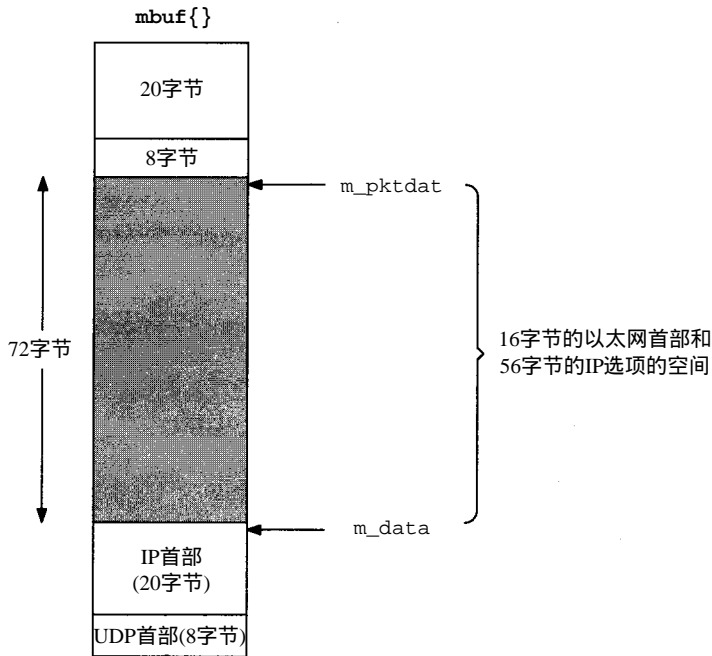 mbuf{}
20字节
8字节
m_pktdat
72字节
16字节的以太网首部和
56字节的IP选项的空间
m_data
IP首部
(20字节)
UDP首部(8字节)